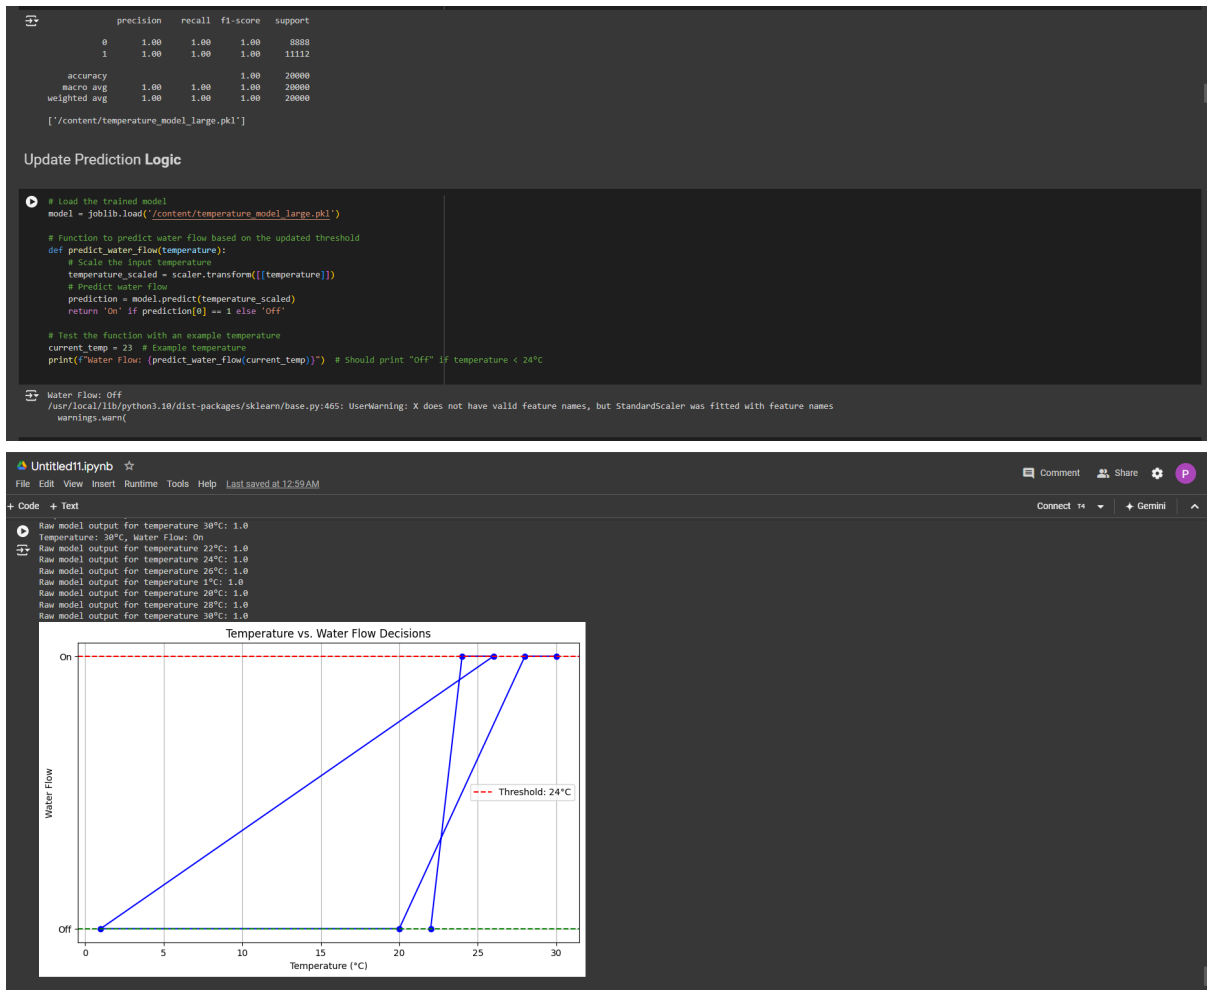 precision recall f1-score support
0 1.00 1.00 1.00 8888
1 1.00 1.00 1.00 11112
accuracy 1.00 20000
macro avg 1.00 1.00 1.00 20000
weighted avg 1.00 1.00 1.00 20000
['/content/temperature_model_large.pkl']
Update Prediction Logic
# Load the trained model
model = joblib.load('/content/temperature_model_large.pkl')
# Function to predict water flow based on the updated threshold
def predict_water_flow(temperature):
# Scale the input temperature
temperature_scaled = scaler.transform([[temperature]])
# Predict water flow
prediction = model.predict(temperature_scaled)
return 'On' if prediction[0] == 1 else 'Off'
# Test the function with an example temperature
current_temp = 23 # Example temperature
print(f"Water Flow: {predict_water_flow(current_temp)}") # Should print "Off" if temperature < 24°C
Water Flow: Off
/usr/local/lib/python3.10/dist-packages/sklearn/base.py:465: UserWarning: X does not have valid feature names, but StandardScaler was fitted with feature names
warnings.warn(
Untitled11.ipynb
File Edit View Insert Runtime Tools Help Last saved at 12:59 AM
Comment Share P
+ Code + Text
Connect T4 Gemini
Raw model output for temperature 30°C: 1.0
Temperature: 30°C, Water Flow: On
Raw model output for temperature 22°C: 1.0
Raw model output for temperature 24°C: 1.0
Raw model output for temperature 26°C: 1.0
Raw model output for temperature 1°C: 1.0
Raw model output for temperature 20°C: 1.0
Raw model output for temperature 28°C: 1.0
Raw model output for temperature 30°C: 1.0
Temperature vs. Water Flow Decisions
On
Water Flow
Threshold: 24°C
Off
0 5 10 15 20 25 30
Temperature (°C)